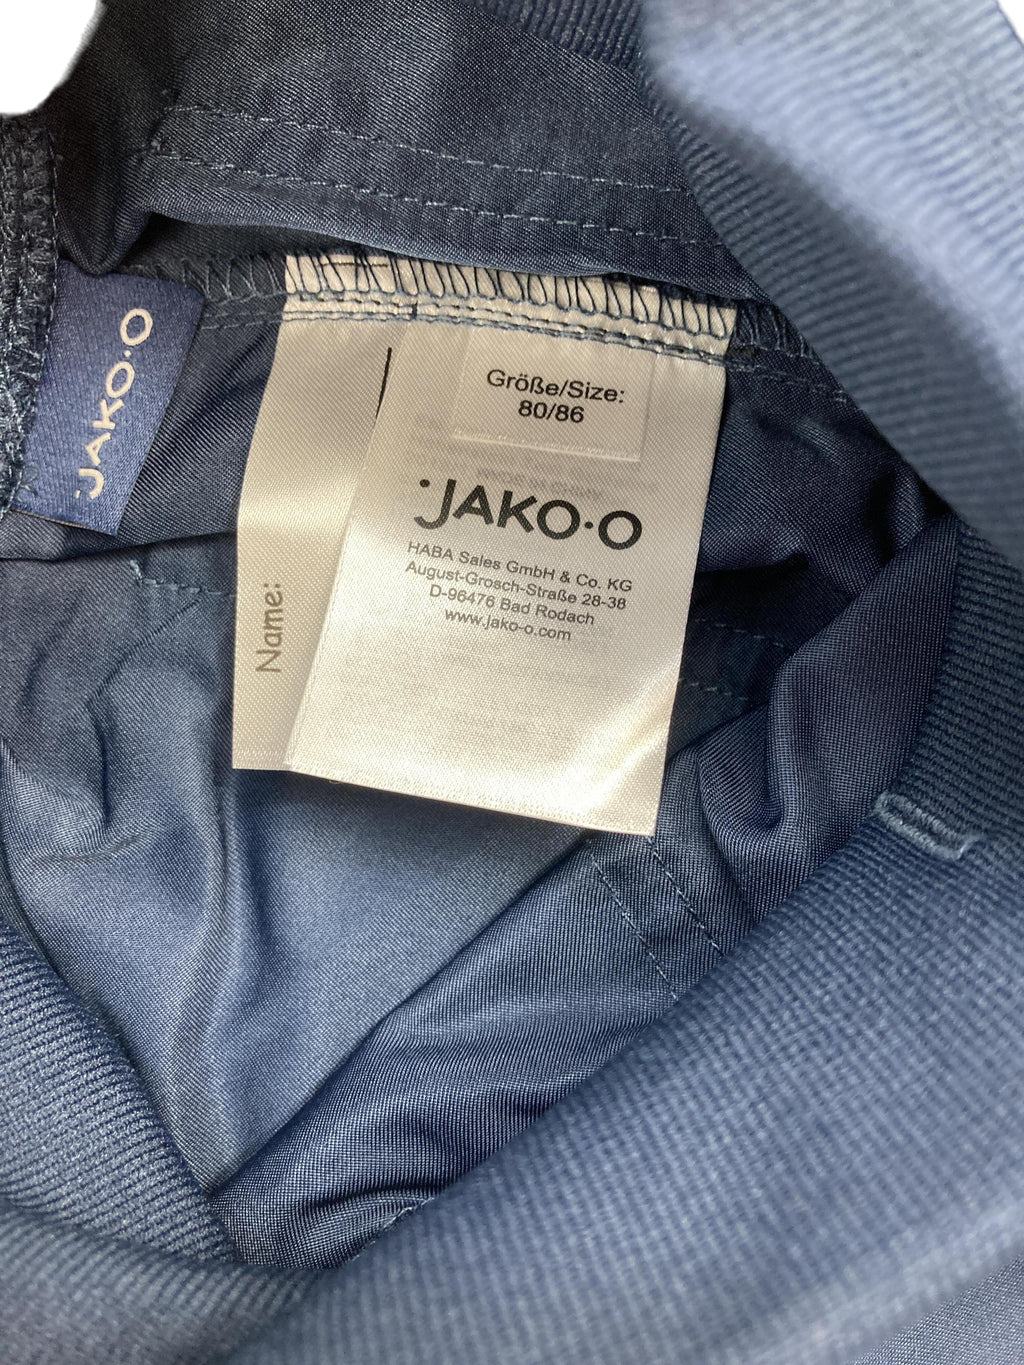 JAKO·O
Name:
Größe/Size:
80/86
JAKO·O
HABA Sales GmbH & Co. KG
August-Grosch-Straße 28-38
D-96476 Bad Rodach
www.jako-o.com